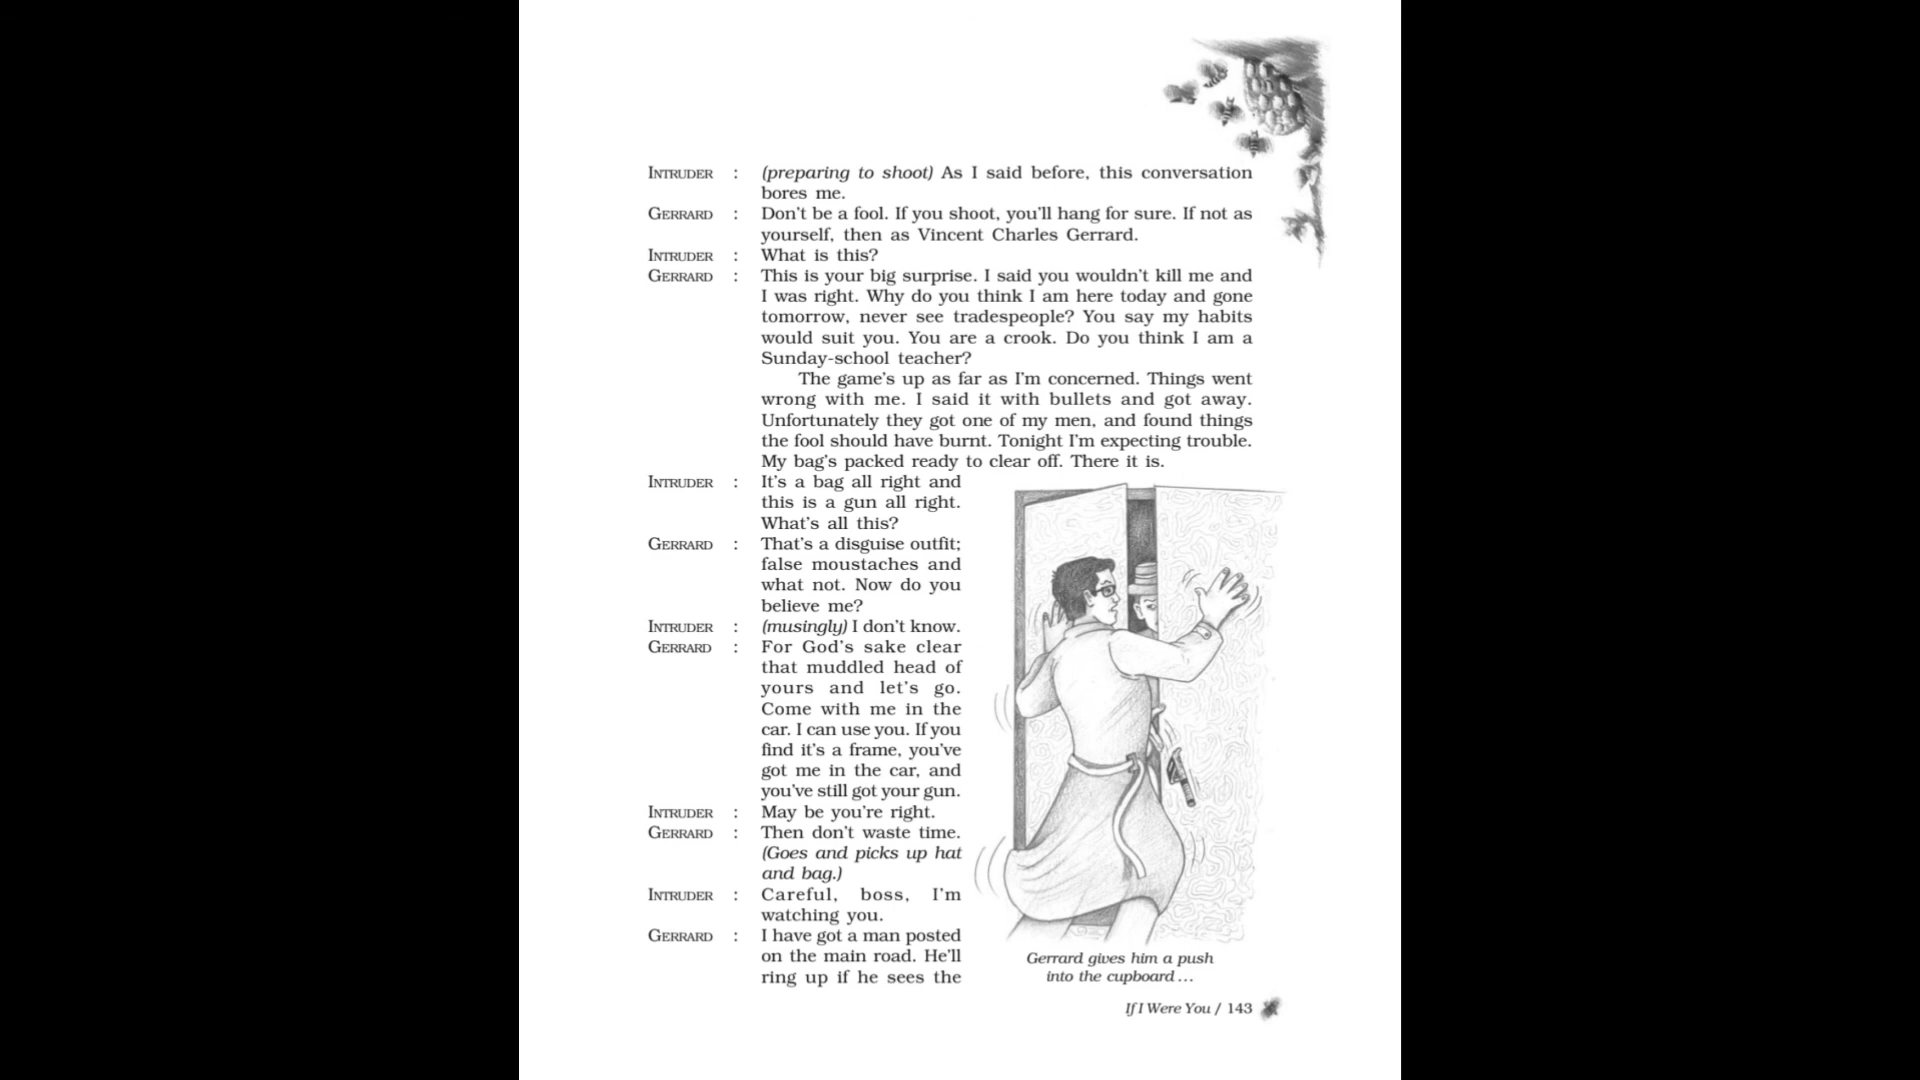 INTRUDER : (preparing to shoot) As I said before, this conversation
bores me.
GERRARD : Don't be a fool. If you shoot, you'll hang for sure. If not as
yourself, then as Vincent Charles Gerrard.
INTRUDER : What is this?
GERRARD : This is your big surprise. I said you wouldn't kill me and
I was right. Why do you think I am here today and gone
tomorrow, never see tradespeople? You say my habits
would suit you. You are a crook. Do you think I am a
Sunday-school teacher?
The game's up as far as I'm concerned. Things went
wrong with me. I said it with bullets and got away.
Unfortunately they got one of my men, and found things
the fool should have burnt. Tonight I'm expecting trouble.
My bag's packed ready to clear off. There it is.
INTRUDER : It's a bag all right and
this is a gun all right.
What's all this?
GERRARD : That's a disguise outfit;
false moustaches and
what not. Now do you
believe me?
INTRUDER : (musingly) I don't know.
GERRARD : For God's sake clear
that muddled head of
yours and let's go.
Come with me in the
car. I can use you. If you
find it's a frame, you've
got me in the car, and
you've still got your gun.
INTRUDER : May be you're right.
GERRARD : Then don't waste time.
(Goes and picks up hat
and bag.)
INTRUDER : Careful, boss, I'm
watching you.
GERRARD : I have got a man posted
on the main road. He'll
ring up if he sees the
Gerrard gives him a push
into the cupboard...
If I Were You / 143